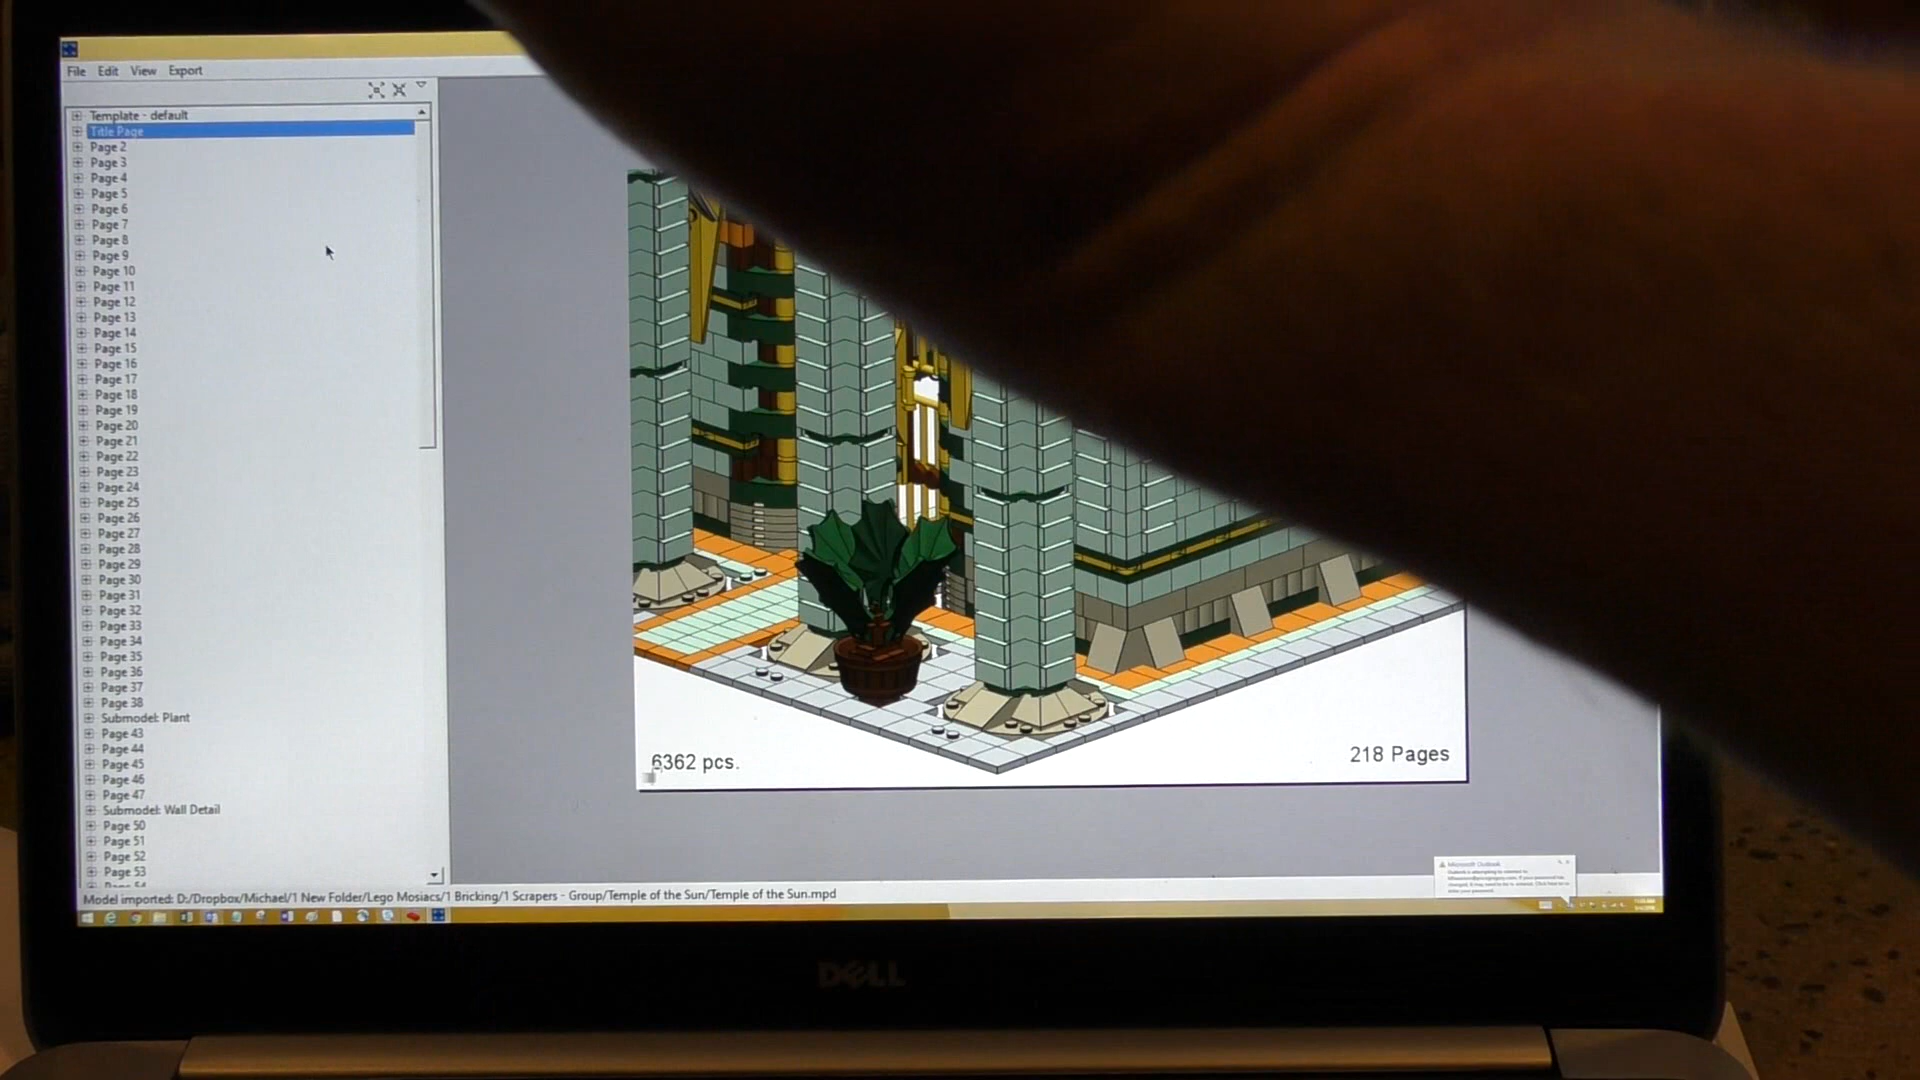 File Edit View Export
Template - default
Title Page
Page 2
Page 3
Page 4
Page 5
Page 6
Page 7
Page 8
Page 9
Page 10
Page 11
Page 12
Page 13
Page 14
Page 15
Page 16
Page 17
Page 18
Page 19
Page 20
Page 21
Page 22
Page 23
Page 24
Page 25
Page 26
Page 27
Page 28
Page 29
Page 30
Page 31
Page 32
Page 33
Page 34
Page 35
Page 36
Page 37
Page 38
Submodel: Plant
Page 43
Page 44
Page 45
Page 46
Page 47
Submodel: Wall Detail
Page 50
Page 51
Page 52
Page 53
6362 pcs.
218 Pages
Microsoft Outlook
Model imported: D:/Dropbox/Michael/1 New Folder/Lego Mosiacs/1 Bricking/1 Scrapers - Group/Temple of the Sun/Temple of the Sun.mpd
DELL